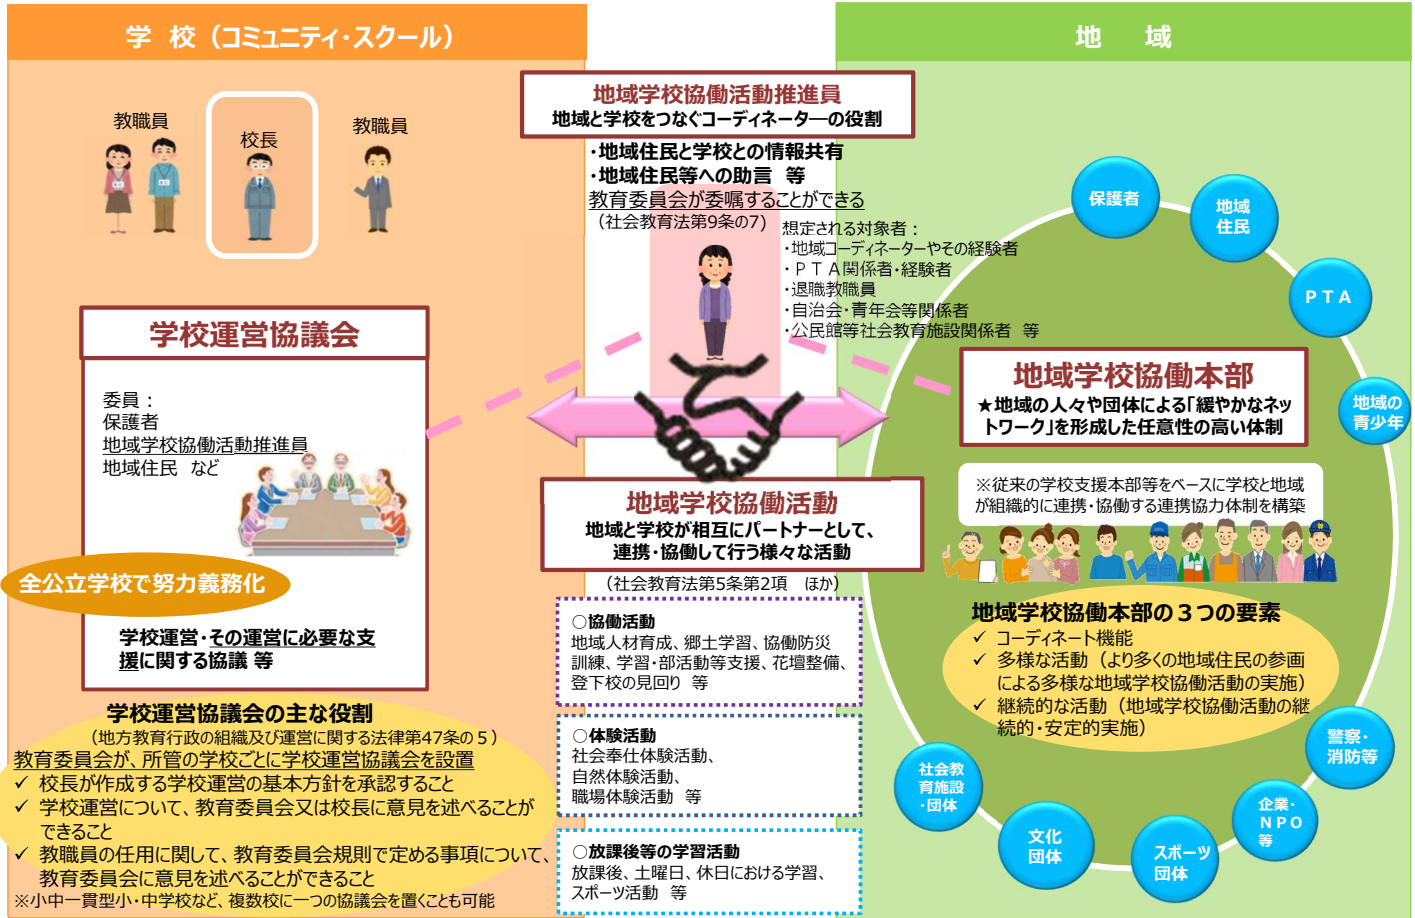 学 校（コミュニティ・スクール）
地 域
教職員
校長
教職員
学校運営協議会
委員：
保護者
地域学校協働活動推進員
地域住民 など
全公立学校で努力義務化
学校運営・その運営に必要な支
援に関する協議 等
学校運営協議会の主な役割
（地方教育行政の組織及び運営に関する法律第47条の５）
教育委員会が、所管の学校ごとに学校運営協議会を設置
✓ 校長が作成する学校運営の基本方針を承認すること
✓ 学校運営について、教育委員会又は校長に意見を述べることが
できること
✓ 教職員の任用に関して、教育委員会規則で定める事項について、
教育委員会に意見を述べることができること
※小中一貫型小・中学校など、複数校に一つの協議会を置くことも可能
地域学校協働活動推進員
地域と学校をつなぐコーディネーターの役割
・地域住民と学校との情報共有
・地域住民等への助言 等
教育委員会が委嘱することができる
（社会教育法第9条の7）
想定される対象者：
・地域コーディネーターやその経験者
・ＰＴＡ関係者・経験者
・退職教職員
・自治会・青年会等関係者
・公民館等社会教育施設関係者 等
地域学校協働活動
地域と学校が相互にパートナーとして、
連携・協働して行う様々な活動
（社会教育法第5条第2項 ほか）
○協働活動
地域人材育成、郷土学習、協働防災
訓練、学習・部活動等支援、花壇整備、
登下校の見回り 等
○体験活動
社会奉仕体験活動、
自然体験活動、
職場体験活動 等
○放課後等の学習活動
放課後、土曜日、休日における学習、
スポーツ活動 等
保護者
地域
住民
ＰＴＡ
地域の
青少年
地域学校協働本部
★地域の人々や団体による「緩やかなネッ
トワーク」を形成した任意性の高い体制
※従来の学校支援本部等をベースに学校と地域
が組織的に連携・協働する連携協力体制を構築
地域学校協働本部の３つの要素
✓ コーディネート機能
✓ 多様な活動（より多くの地域住民の参画
による多様な地域学校協働活動の実施）
✓ 継続的な活動（地域学校協働活動の継
続的・安定的実施）
警察・
消防等
企業・
ＮＰＯ
等
スポーツ
団体
文化
団体
社会教
育施設
・団体